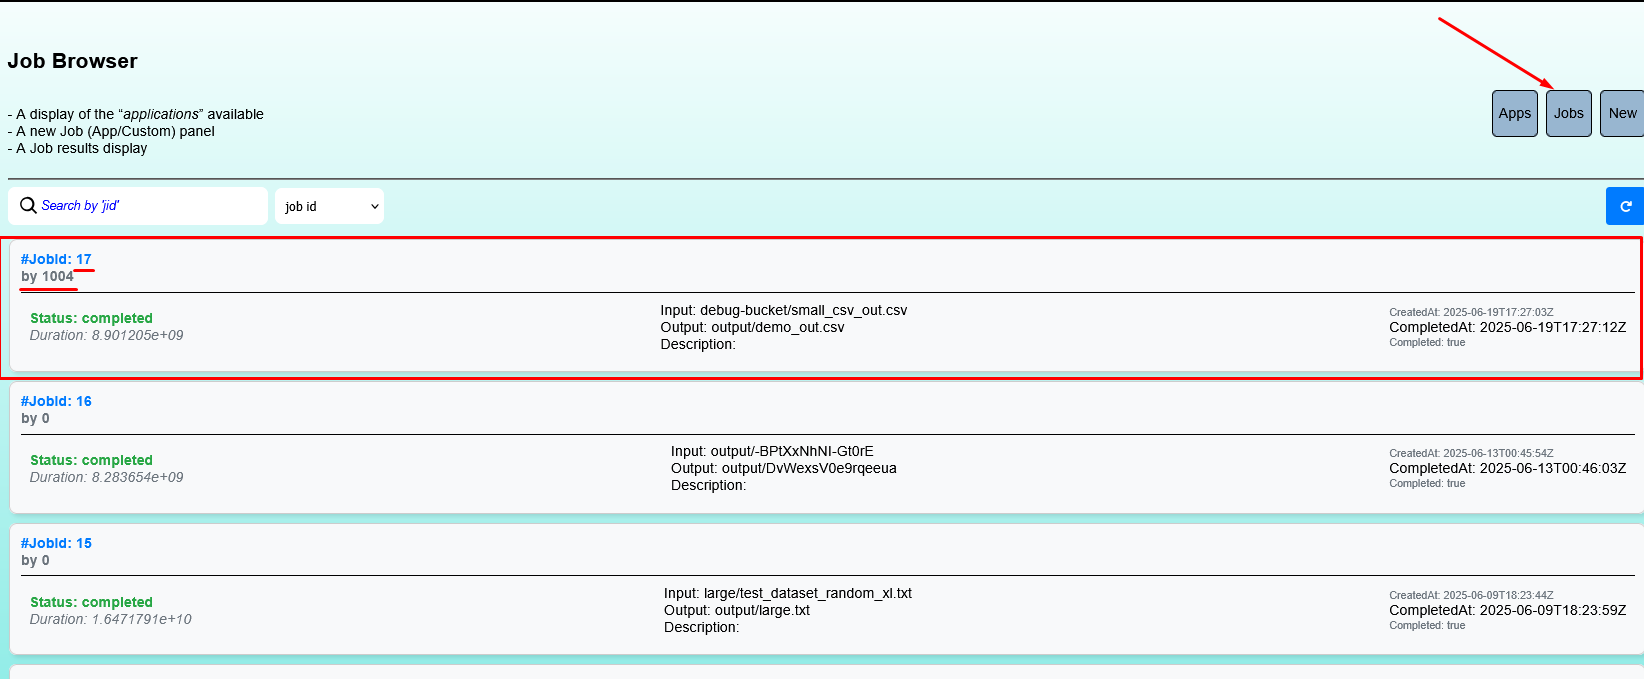 Job Browser
- A display of the “applications” available
- A new Job (App/Custom) panel
- A Job results display
Apps
Jobs
New
Search by 'jid'
job id
#JobId: 17
by 1004
Status: completed
Duration: 8.901205e+09
Input: debug-bucket/small_csv_out.csv
Output: output/demo_out.csv
Description:
CreatedAt: 2025-06-19T17:27:03Z
CompletedAt: 2025-06-19T17:27:12Z
Completed: true
#JobId: 16
by 0
Status: completed
Duration: 8.283654e+09
Input: output/-BPtXxNhNI-Gt0rE
Output: output/DvWexsV0e9rqeeua
Description:
CreatedAt: 2025-06-13T00:45:54Z
CompletedAt: 2025-06-13T00:46:03Z
Completed: true
#JobId: 15
by 0
Status: completed
Duration: 1.6471791e+10
Input: large/test_dataset_random_xl.txt
Output: output/large.txt
Description:
CreatedAt: 2025-06-09T18:23:44Z
CompletedAt: 2025-06-09T18:23:59Z
Completed: true